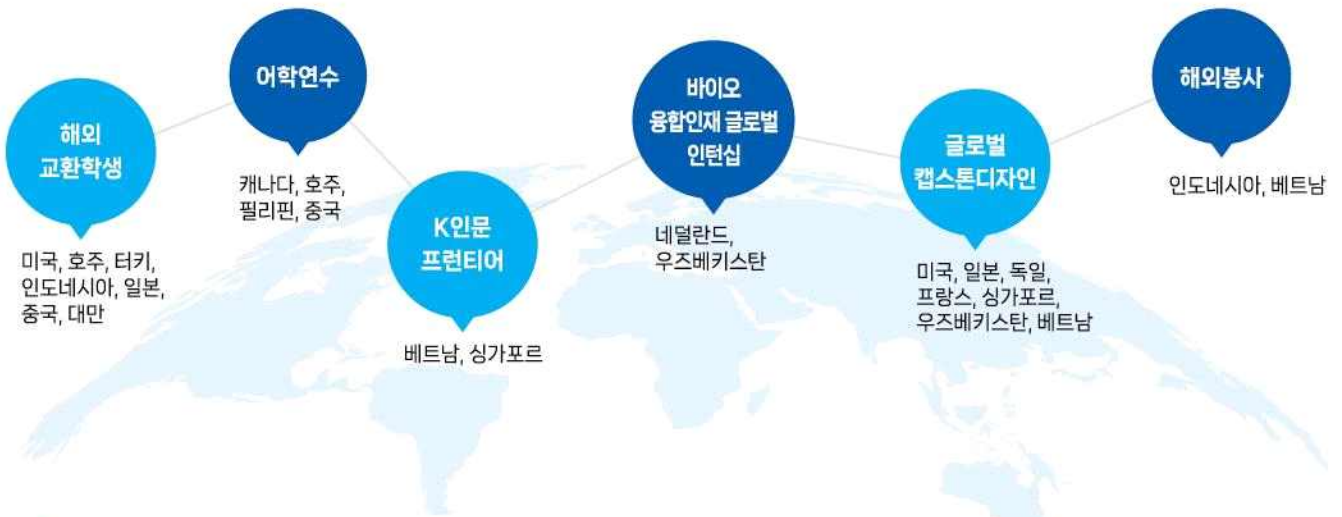 해외
교환학생
미국, 호주, 터키,
인도네시아, 일본,
중국, 대만
어학연수
캐나다, 호주,
필리핀, 중국
K인문
프런티어
베트남, 싱가포르
바이오
융합인재 글로벌
인턴십
네덜란드,
우즈베키스탄
글로벌
캡스톤디자인
미국, 일본, 독일,
프랑스, 싱가포르,
우즈베키스탄, 베트남
해외봉사
인도네시아, 베트남